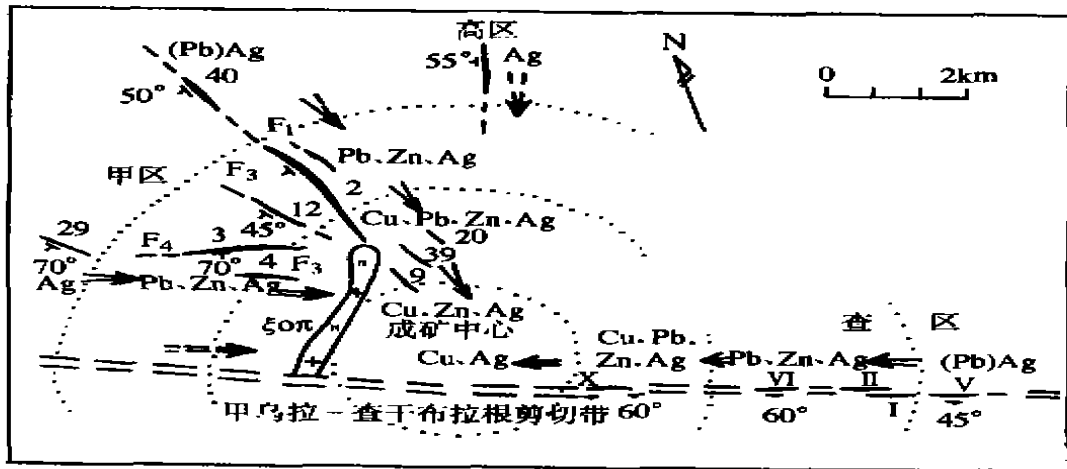 高区
(Pb)Ag
40
55°
Ag
N
0 2km
50°
F₁
Pb、Zn、Ag
甲区
F₃
2
12
Cu、Pb、Zn、Ag
29
45°
20
F₄
3
39
70°
70°
4
F₃
9
Ag
Pb、Zn、Ag
Cu、Zn、Ag
ξοπ
成矿中心
Cu、Pb、
查区
Cu、Ag
Zn、Ag
Pb、Zn、Ag
(Pb)Ag
X
VI
II
V
甲乌拉－查干布拉根剪切带
60°
60°
I
45°